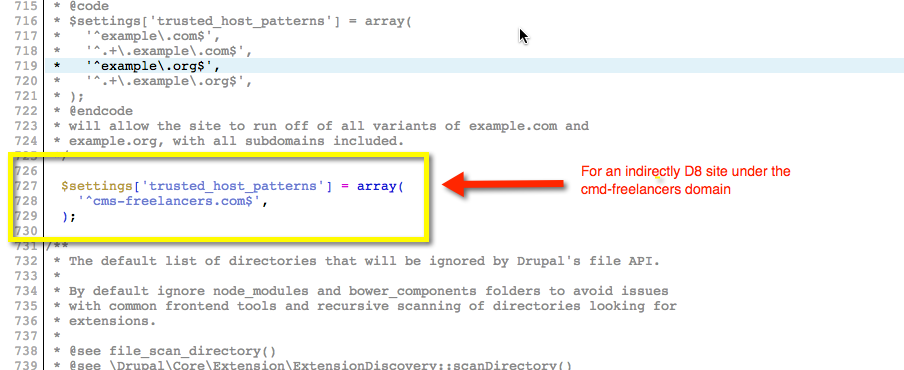 715 * @code
716 * $settings['trusted_host_patterns'] = array(
717 *   '^example\.com$',
718 *   '^.+\.example\.com$',
719 *   '^example\.org$',
720 *   '^.+\.example\.org$',
721 * );
722 * @endcode
723 * will allow the site to run off of all variants of example.com and
724 * example.org, with all subdomains included.
725 */
726
727 $settings['trusted_host_patterns'] = array(
728   '^cms-freelancers.com$',
729 );
730
For an indirectly D8 site under the
cmd-freelancers domain
731 /**
732 * The default list of directories that will be ignored by Drupal's file API.
733 *
734 * By default ignore node_modules and bower_components folders to avoid issues
735 * with common frontend tools and recursive scanning of directories looking for
736 * extensions.
737 *
738 * @see file_scan_directory()
739 * @see \Drupal\Core\Extension\ExtensionDiscovery::scanDirectory()